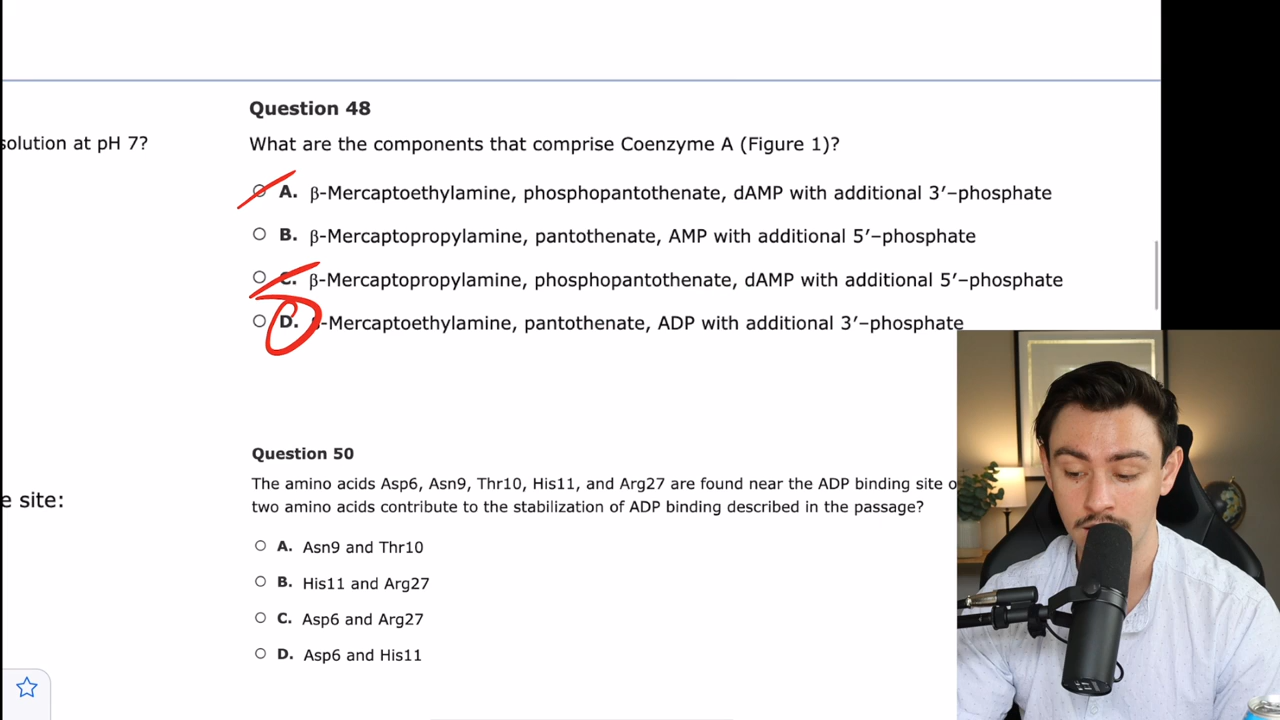 Question 48
solution at pH 7?
What are the components that comprise Coenzyme A (Figure 1)?
A. β-Mercaptoethylamine, phosphopantothenate, dAMP with additional 3′–phosphate
B. β-Mercaptopropylamine, pantothenate, AMP with additional 5′–phosphate
C. β-Mercaptopropylamine, phosphopantothenate, dAMP with additional 5′–phosphate
D. β-Mercaptoethylamine, pantothenate, ADP with additional 3′–phosphate
Question 50
The amino acids Asp6, Asn9, Thr10, His11, and Arg27 are found near the ADP binding site o
e site:
two amino acids contribute to the stabilization of ADP binding described in the passage?
A. Asn9 and Thr10
B. His11 and Arg27
C. Asp6 and Arg27
D. Asp6 and His11